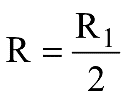 R = R₁/2